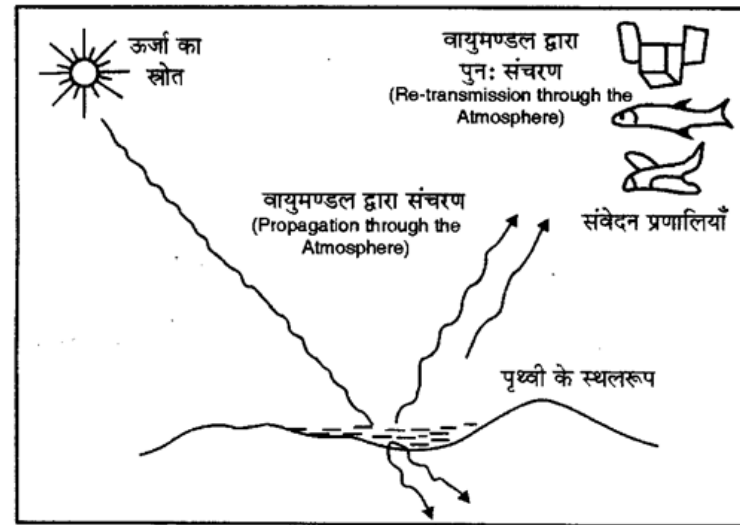 ऊर्जा का
स्रोत
वायुमण्डल द्वारा
पुन: संचरण
(Re-transmission through the
Atmosphere)
वायुमण्डल द्वारा संचरण
(Propagation through the
Atmosphere)
संवेदन प्रणालियाँ
पृथ्वी के स्थलरूप